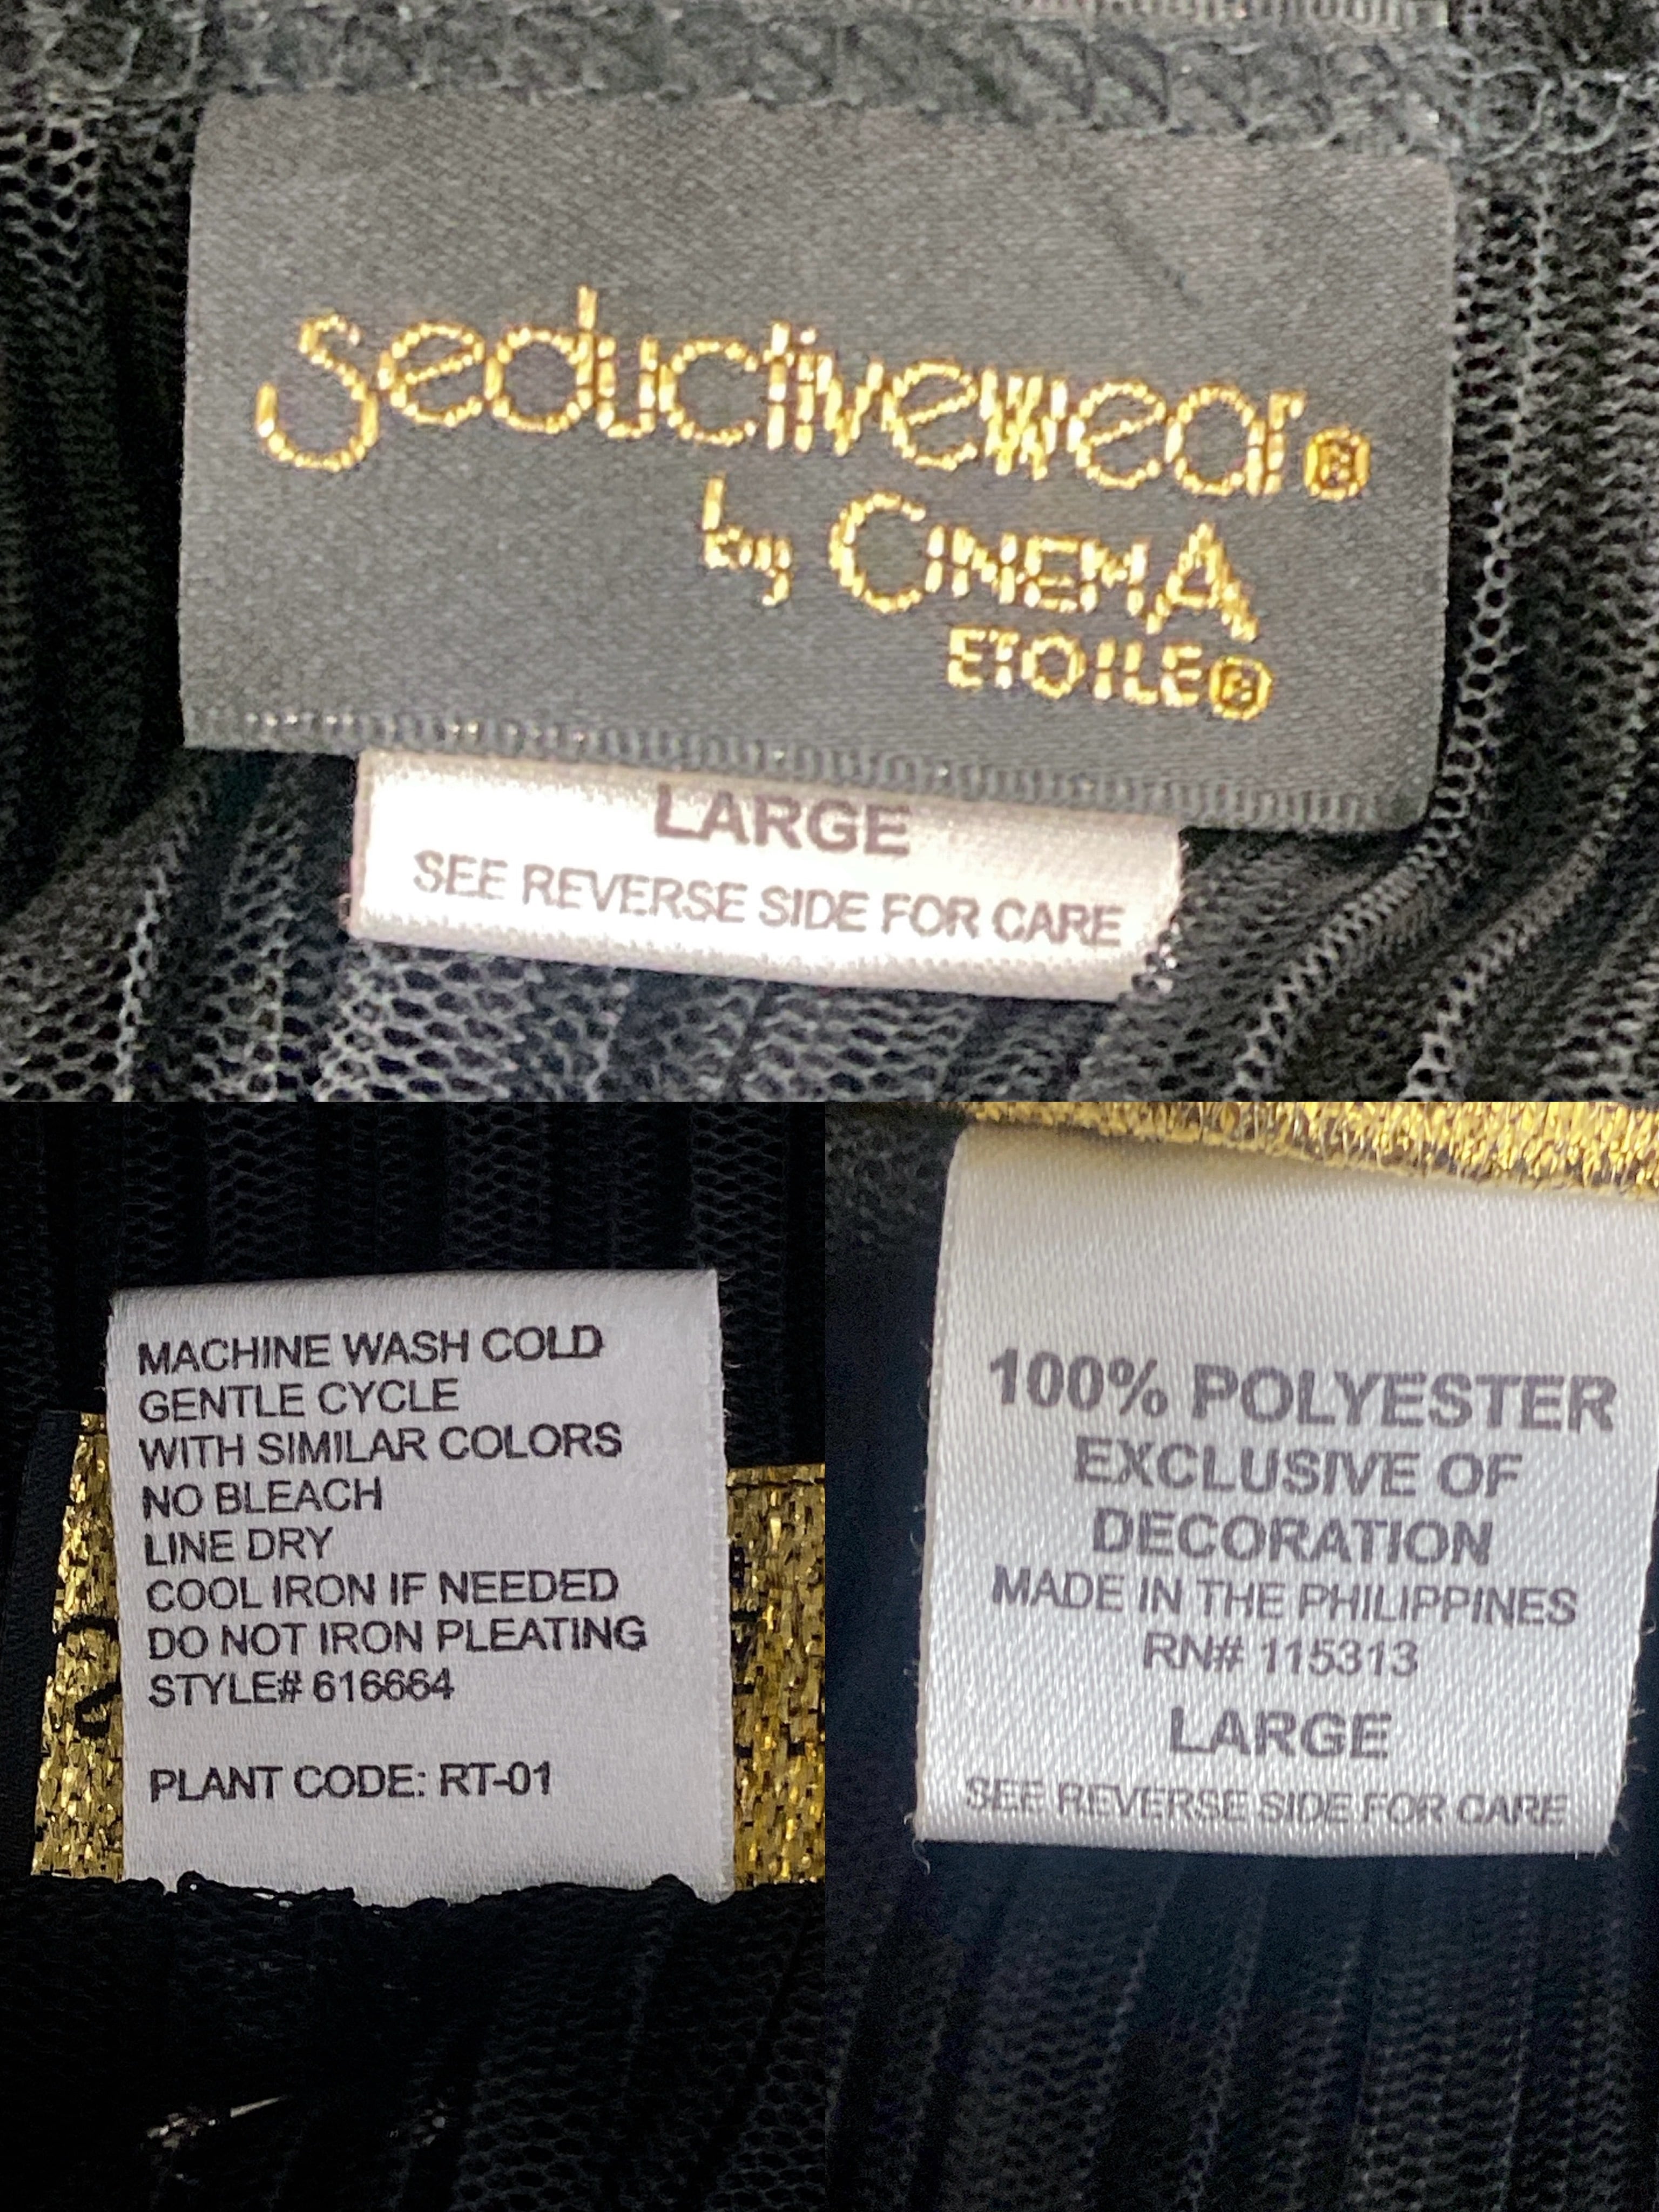 Seductivewear®
by CINEMA
ETOILE®
LARGE
SEE REVERSE SIDE FOR CARE
MACHINE WASH COLD
GENTLE CYCLE
WITH SIMILAR COLORS
NO BLEACH
LINE DRY
COOL IRON IF NEEDED
DO NOT IRON PLEATING
STYLE# 616664
PLANT CODE: RT-01
100% POLYESTER
EXCLUSIVE OF
DECORATION
MADE IN THE PHILIPPINES
RN# 115313
LARGE
SEE REVERSE SIDE FOR CARE